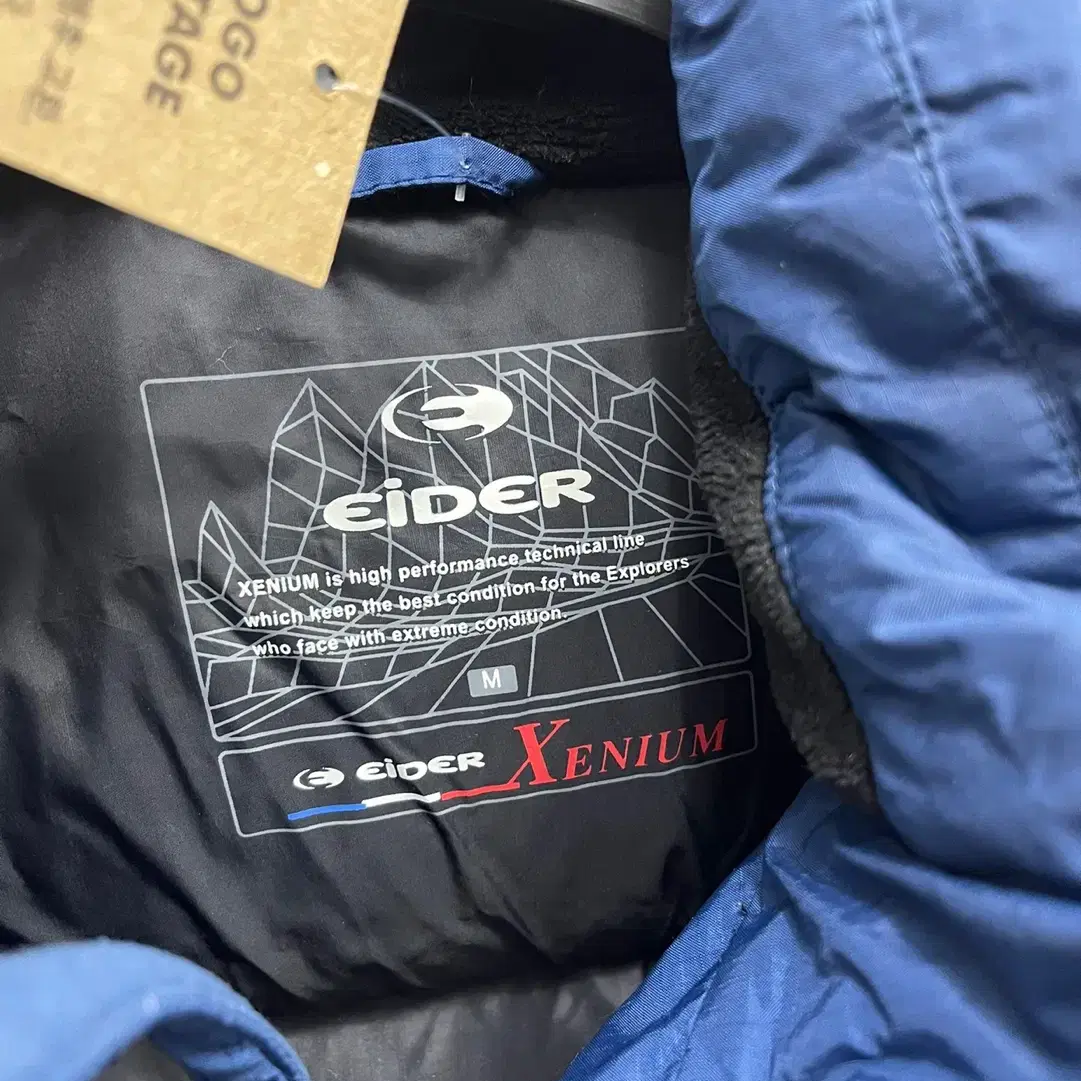 OGO
TAGE
EiDER
XENIUM is high performance technical line
which keep the best condition for the Explorers
who face with extreme condition.
M
EiDER XENIUM